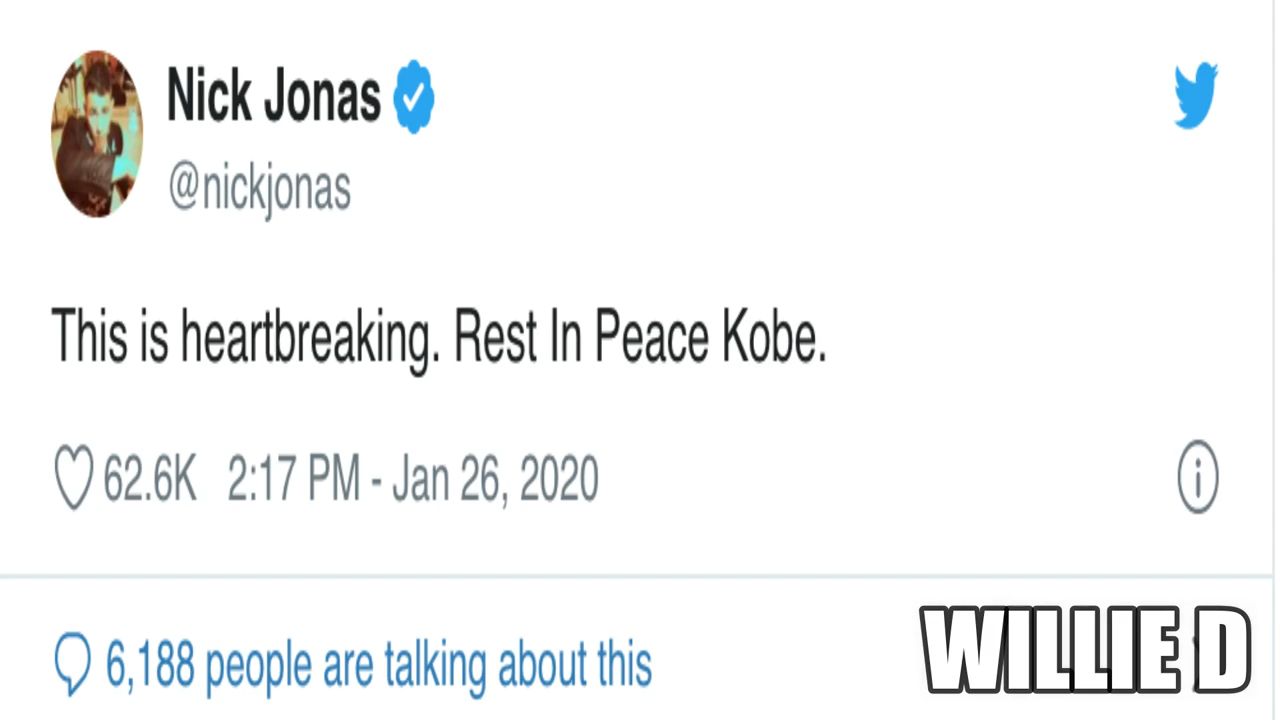 Nick Jonas
@nickjonas
This is heartbreaking. Rest In Peace Kobe.
62.6K 2:17 PM - Jan 26, 2020
6,188 people are talking about this
WILLIE D